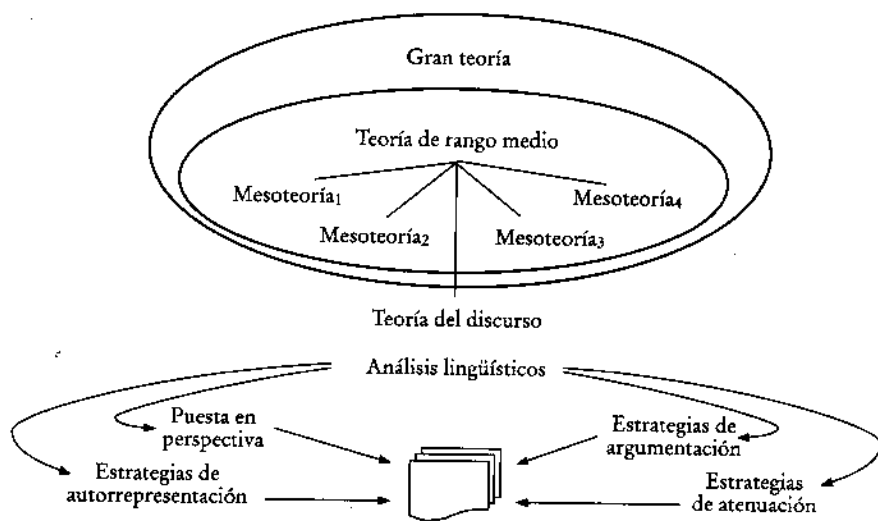 Gran teoría
Teoría de rango medio
Mesoteoría1
Mesoteoría4
Mesoteoría2
Mesoteoría3
Teoría del discurso
Análisis lingüísticos
Puesta en
perspectiva
Estrategias de
argumentación
Estrategias de
autorrepresentación
Estrategias
de atenuación